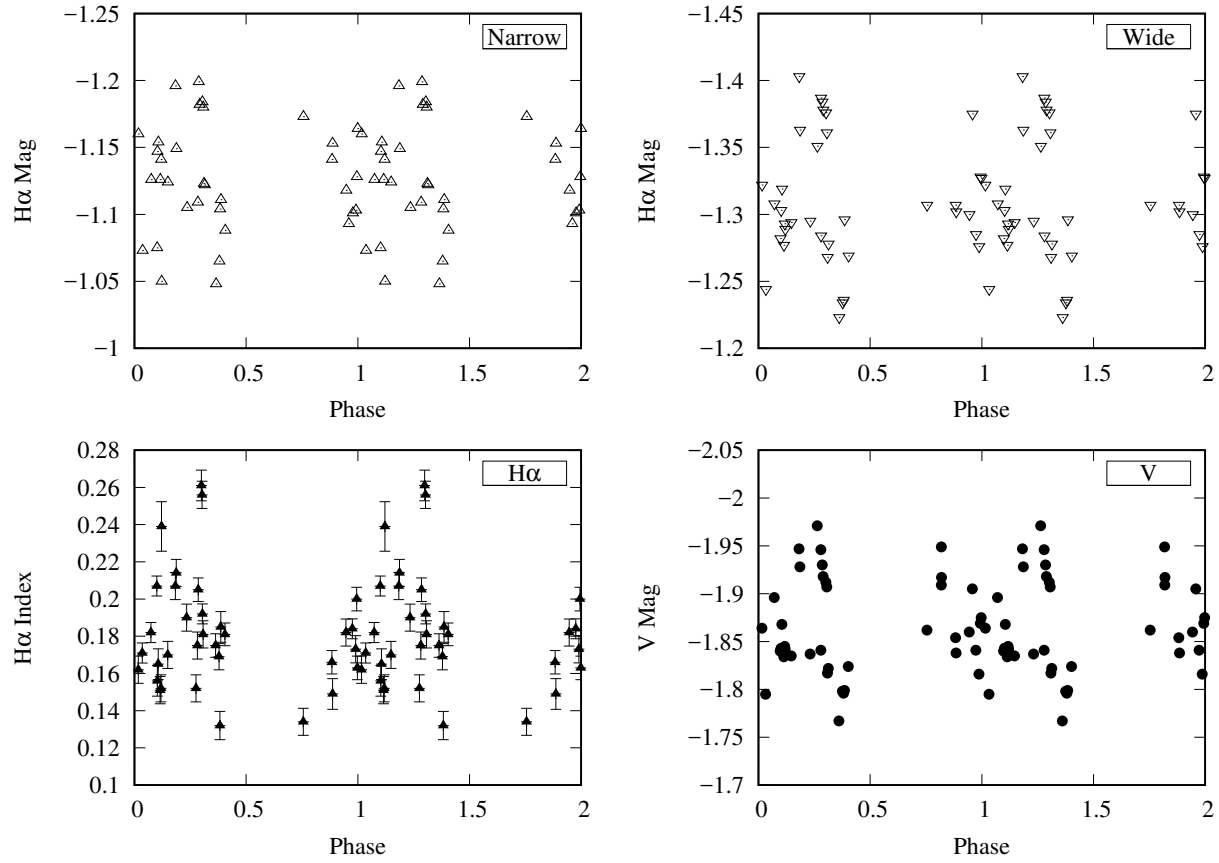 Narrow
Hα Mag
−1.25
−1.2
−1.15
−1.1
−1.05
−1
0 0.5 1 1.5 2
Phase
Wide
Hα Mag
−1.45
−1.4
−1.35
−1.3
−1.25
−1.2
0 0.5 1 1.5 2
Phase
Hα
Hα Index
0.28
0.26
0.24
0.22
0.2
0.18
0.16
0.14
0.12
0.1
0 0.5 1 1.5 2
Phase
V
V Mag
−2.05
−2
−1.95
−1.9
−1.85
−1.8
−1.75
−1.7
0 0.5 1 1.5 2
Phase